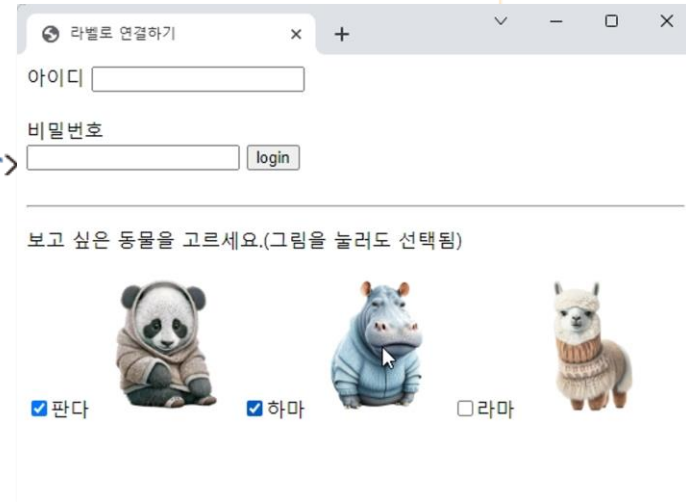 라벨로 연결하기
아이디
비밀번호
login
보고 싶은 동물을 고르세요.(그림을 눌러도 선택됨)
판다 하마 라마